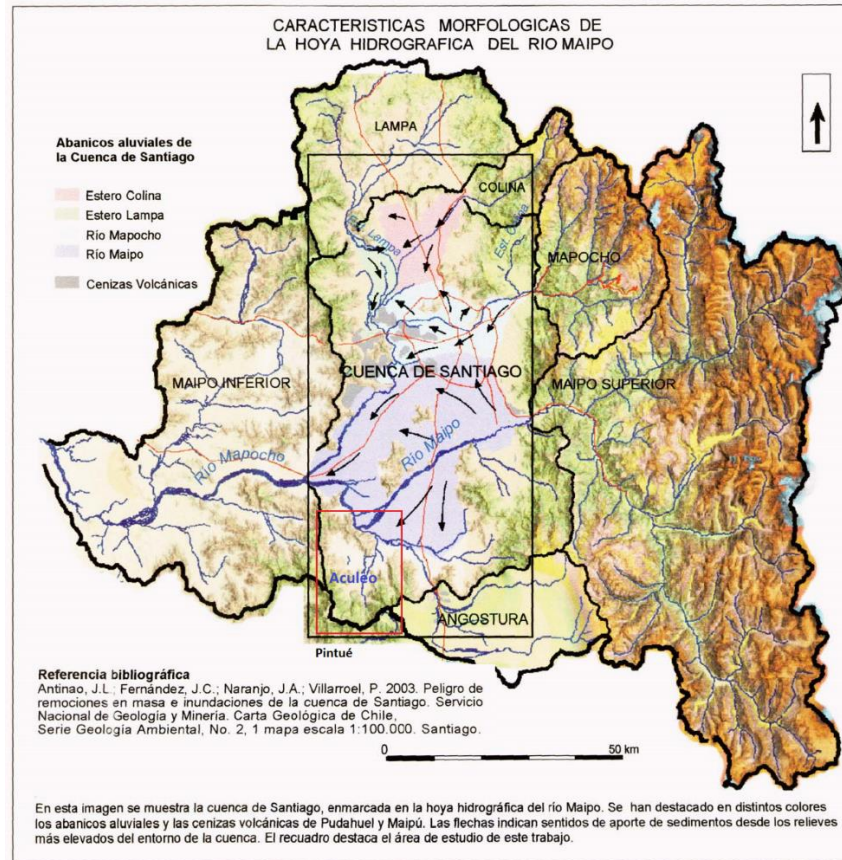 CARACTERISTICAS MORFOLOGICAS DE
LA HOYA HIDROGRAFICA DEL RIO MAIPO
Abanicos aluviales de
la Cuenca de Santiago
Estero Colina
Estero Lampa
Río Mapocho
Río Maipo
Cenizas Volcánicas
LAMPA
COLINA
Est. Lampa
Est. Colina
MAPOCHO
CUENCA DE SANTIAGO
MAIPO INFERIOR
MAIPO SUPERIOR
Río Mapocho
Río Maipo
Aculeo
ANGOSTURA
Pintué
Referencia bibliográfica
Antinao, J.L.; Fernández, J.C.; Naranjo, J.A.; Villarroel, P. 2003. Peligro de
remociones en masa e inundaciones de la cuenca de Santiago. Servicio
Nacional de Geología y Minería. Carta Geológica de Chile,
Serie Geología Ambiental, No. 2, 1 mapa escala 1:100.000. Santiago.
0 50 km
En esta imagen se muestra la cuenca de Santiago, enmarcada en la hoya hidrográfica del río Maipo. Se han destacado en distintos colores
los abanicos aluviales y las cenizas volcánicas de Pudahuel y Maipú. Las flechas indican sentidos de aporte de sedimentos desde los relieves
más elevados del entorno de la cuenca. El recuadro destaca el área de estudio de este trabajo.